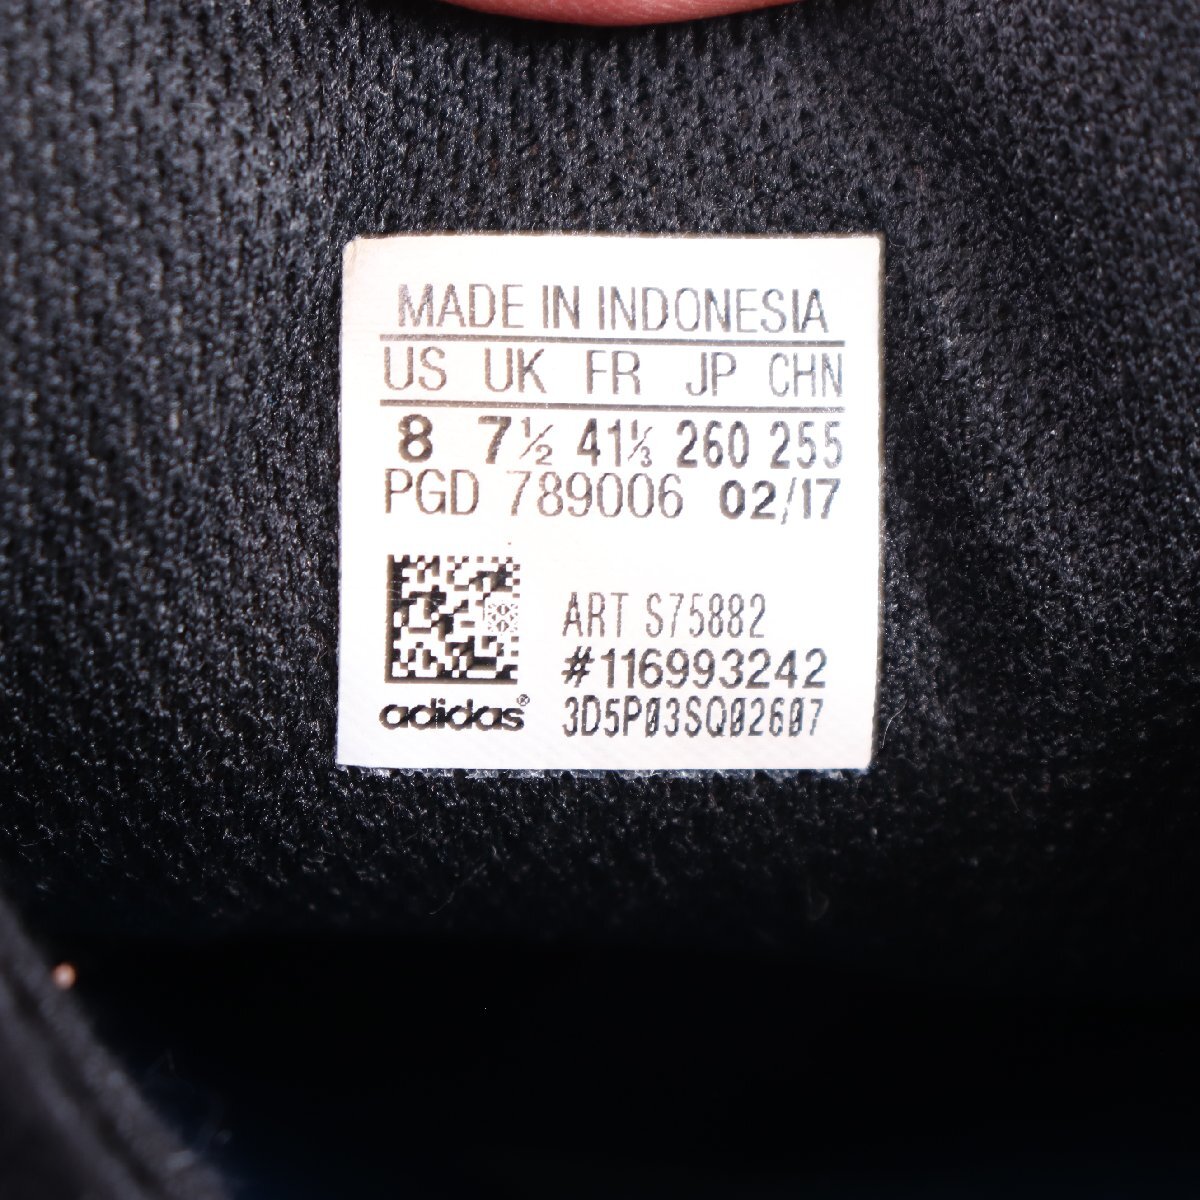 MADE IN INDONESIA
US UK FR JP CHN
8 7½ 41⅓ 260 255
PGD 789006 02/17
ART S75882
#116993242
adidas® 3D5P03SQ02607